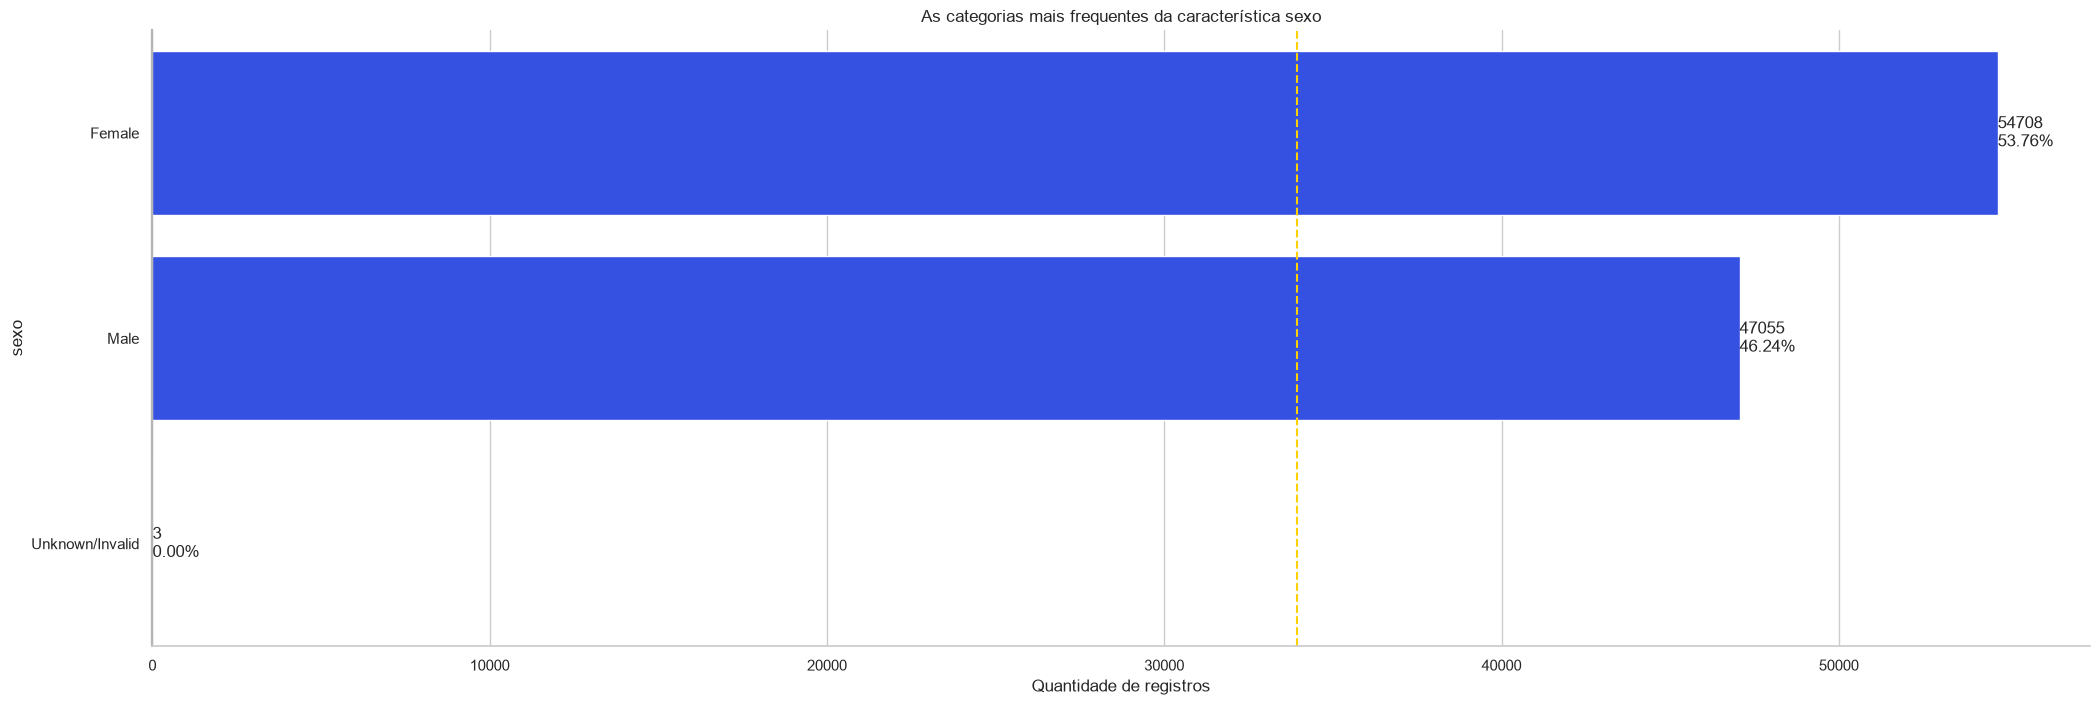 As categorias mais frequentes da característica sexo
Female
54708
53.76%
Male
47055
46.24%
Unknown/Invalid
3
0.00%
sexo
0
10000
20000
30000
40000
50000
Quantidade de registros